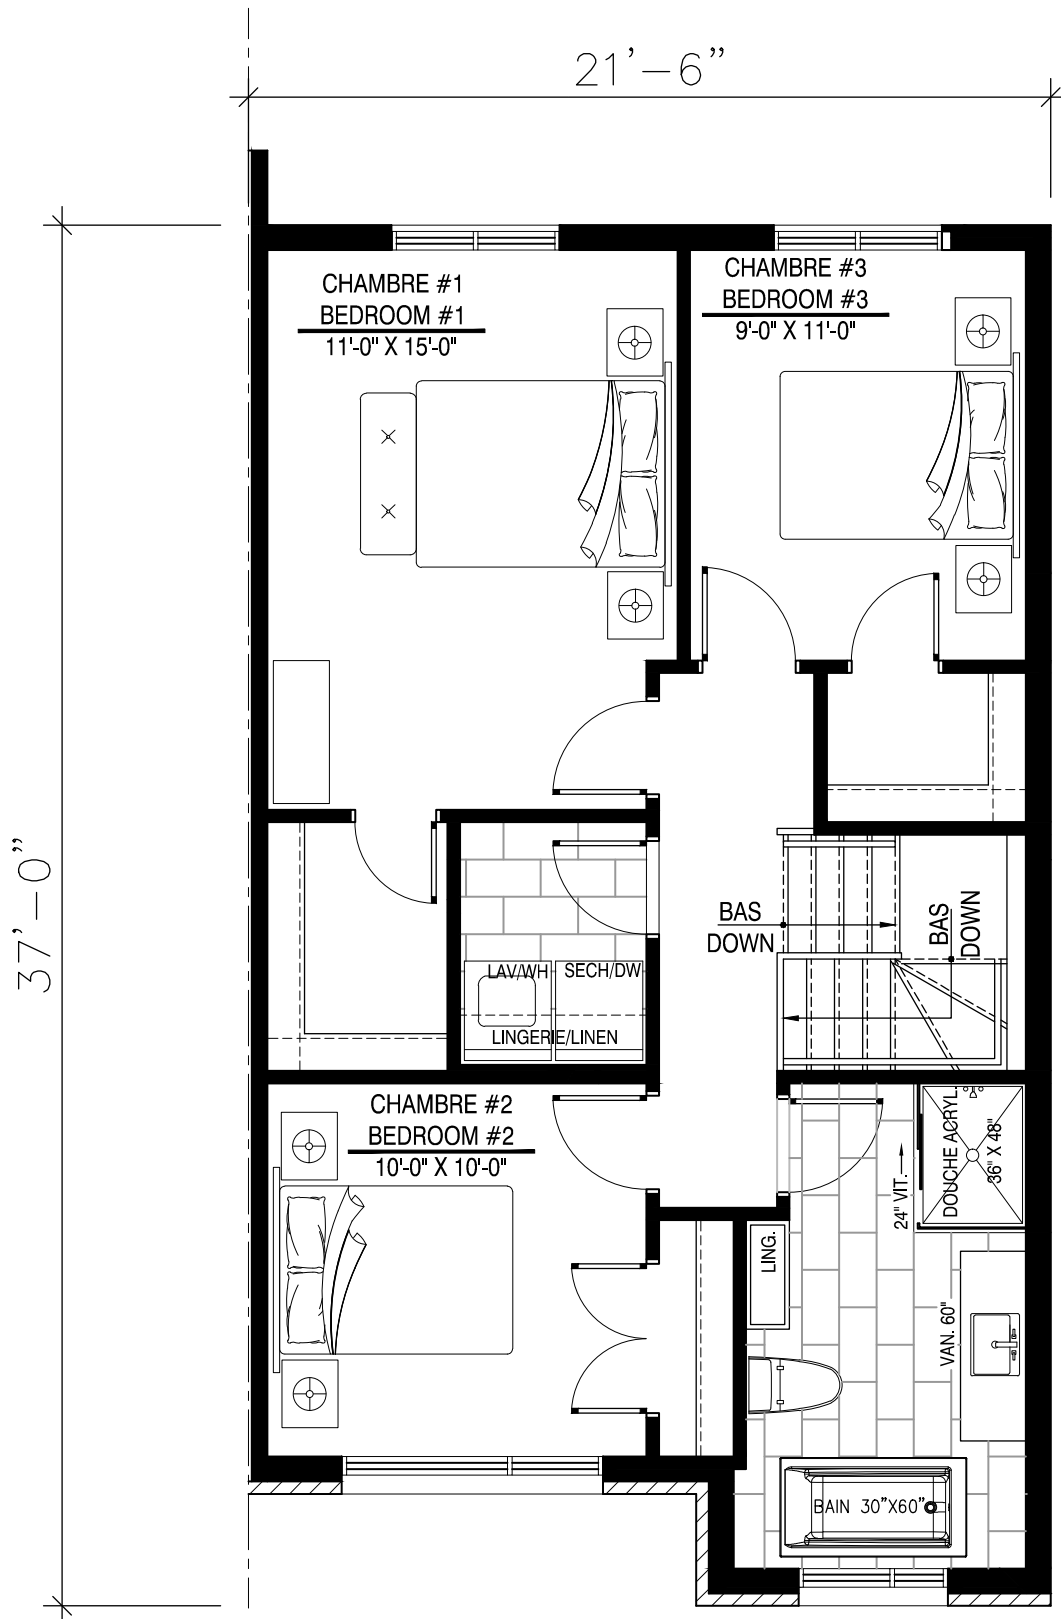 21'-6"
37'-0"
CHAMBRE #1
BEDROOM #1
11'-0" X 15'-0"
CHAMBRE #3
BEDROOM #3
9'-0" X 11'-0"
BAS
DOWN
BAS
DOWN
LAV/WH
SECH/DW
LINGERIE/LINEN
CHAMBRE #2
BEDROOM #2
10'-0" X 10'-0"
DOUCHE ACRYL.
36" X 48"
24" VIT.
LING.
VAN. 60"
BAIN 30"X60"